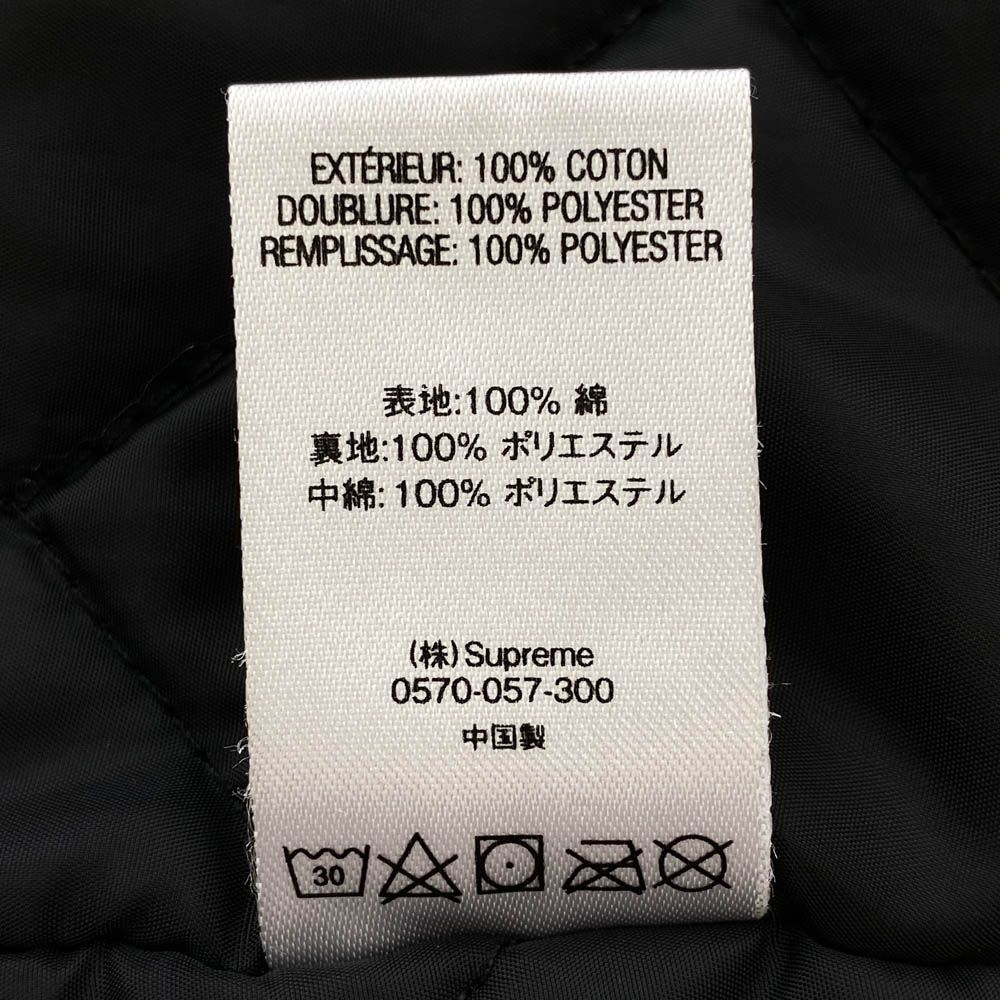 EXTÉRIEUR: 100% COTON
DOUBLURE: 100% POLYESTER
REMPLISSAGE: 100% POLYESTER
表地:100% 綿
裏地:100% ポリエステル
中綿:100% ポリエステル
(株)Supreme
0570-057-300
中国製
30